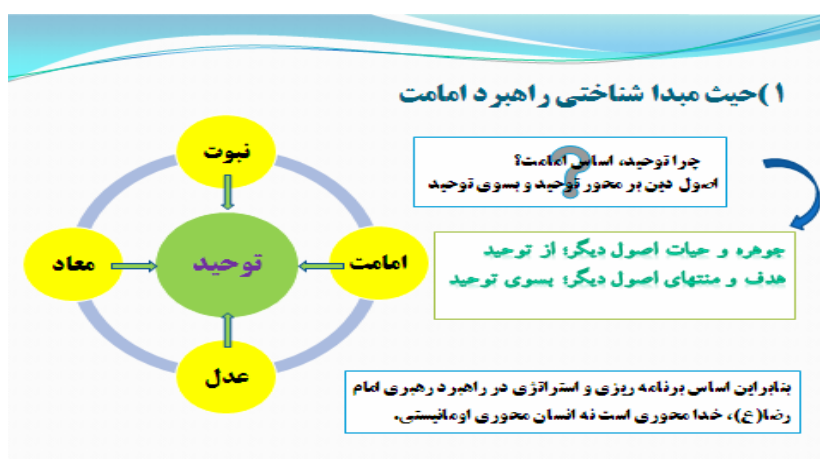 ۱)حیث مبدا شناختی راهبرد امامت
چرا توحید، اساس امامت؟
اصول دین بر محور توحید و بسوی توحید
?
جوهره و حیات اصول دیگر؛ از توحید
هدف و منتهای اصول دیگر؛ بسوی توحید
نبوت
امامت
توحید
معاد
عدل
بنابراین اساس برنامه ریزی و استراتژی در راهبرد رهبری امام
رضا(ع)، خدا محوری است نه انسان محوری اومانیستی.